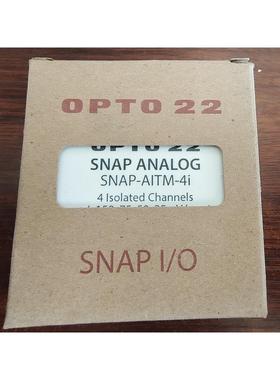 OPTO 22
OPTO 22
SNAP ANALOG
SNAP-AITM-4i
4 Isolated Channels
SNAP I/O